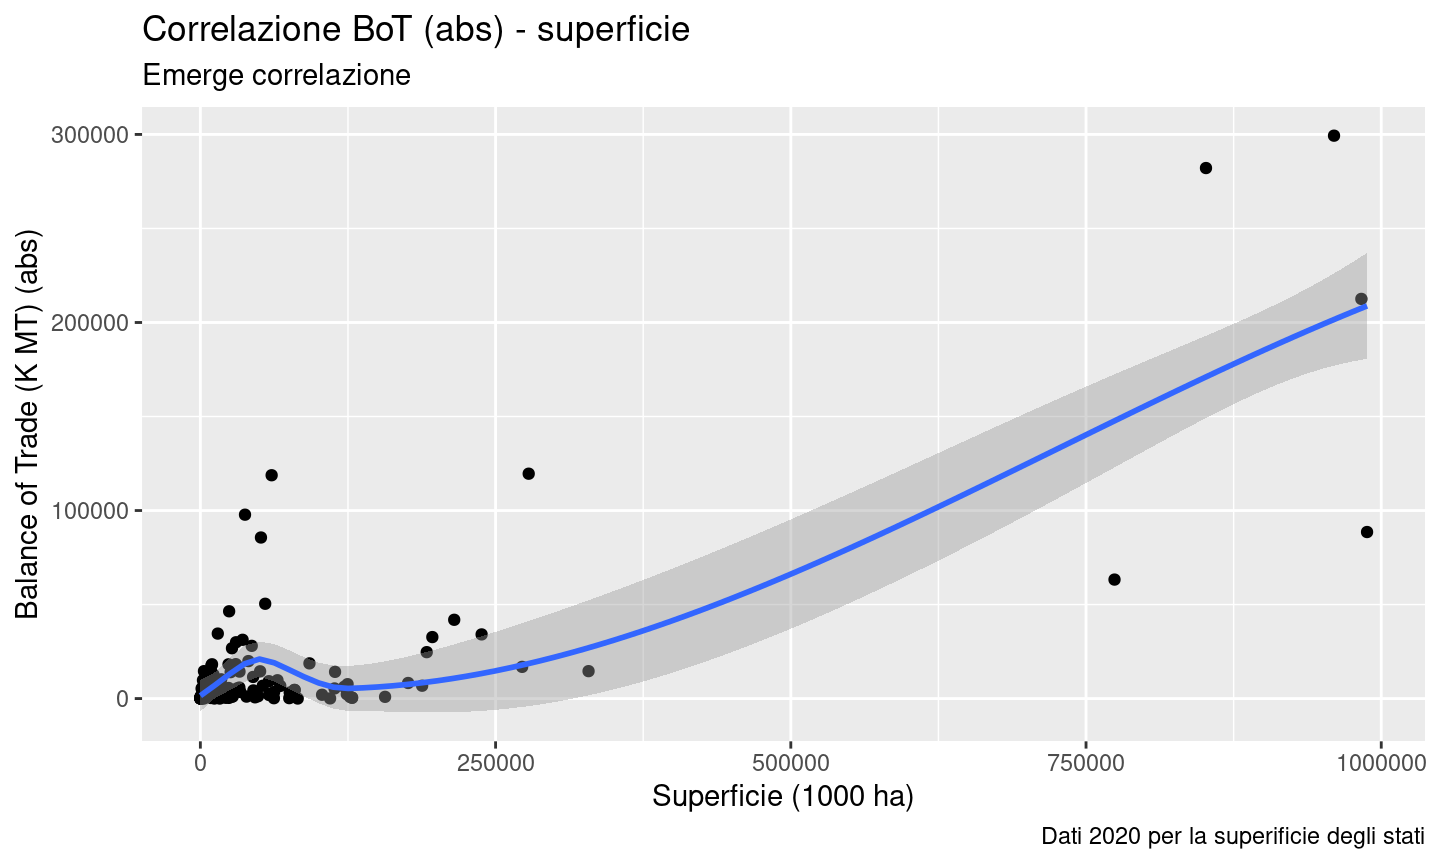 Correlazione BoT (abs) - superficie
Emerge correlazione
Balance of Trade (K MT) (abs)
300000
200000
100000
0
0
250000
500000
750000
1000000
Superficie (1000 ha)
Dati 2020 per la superificie degli stati